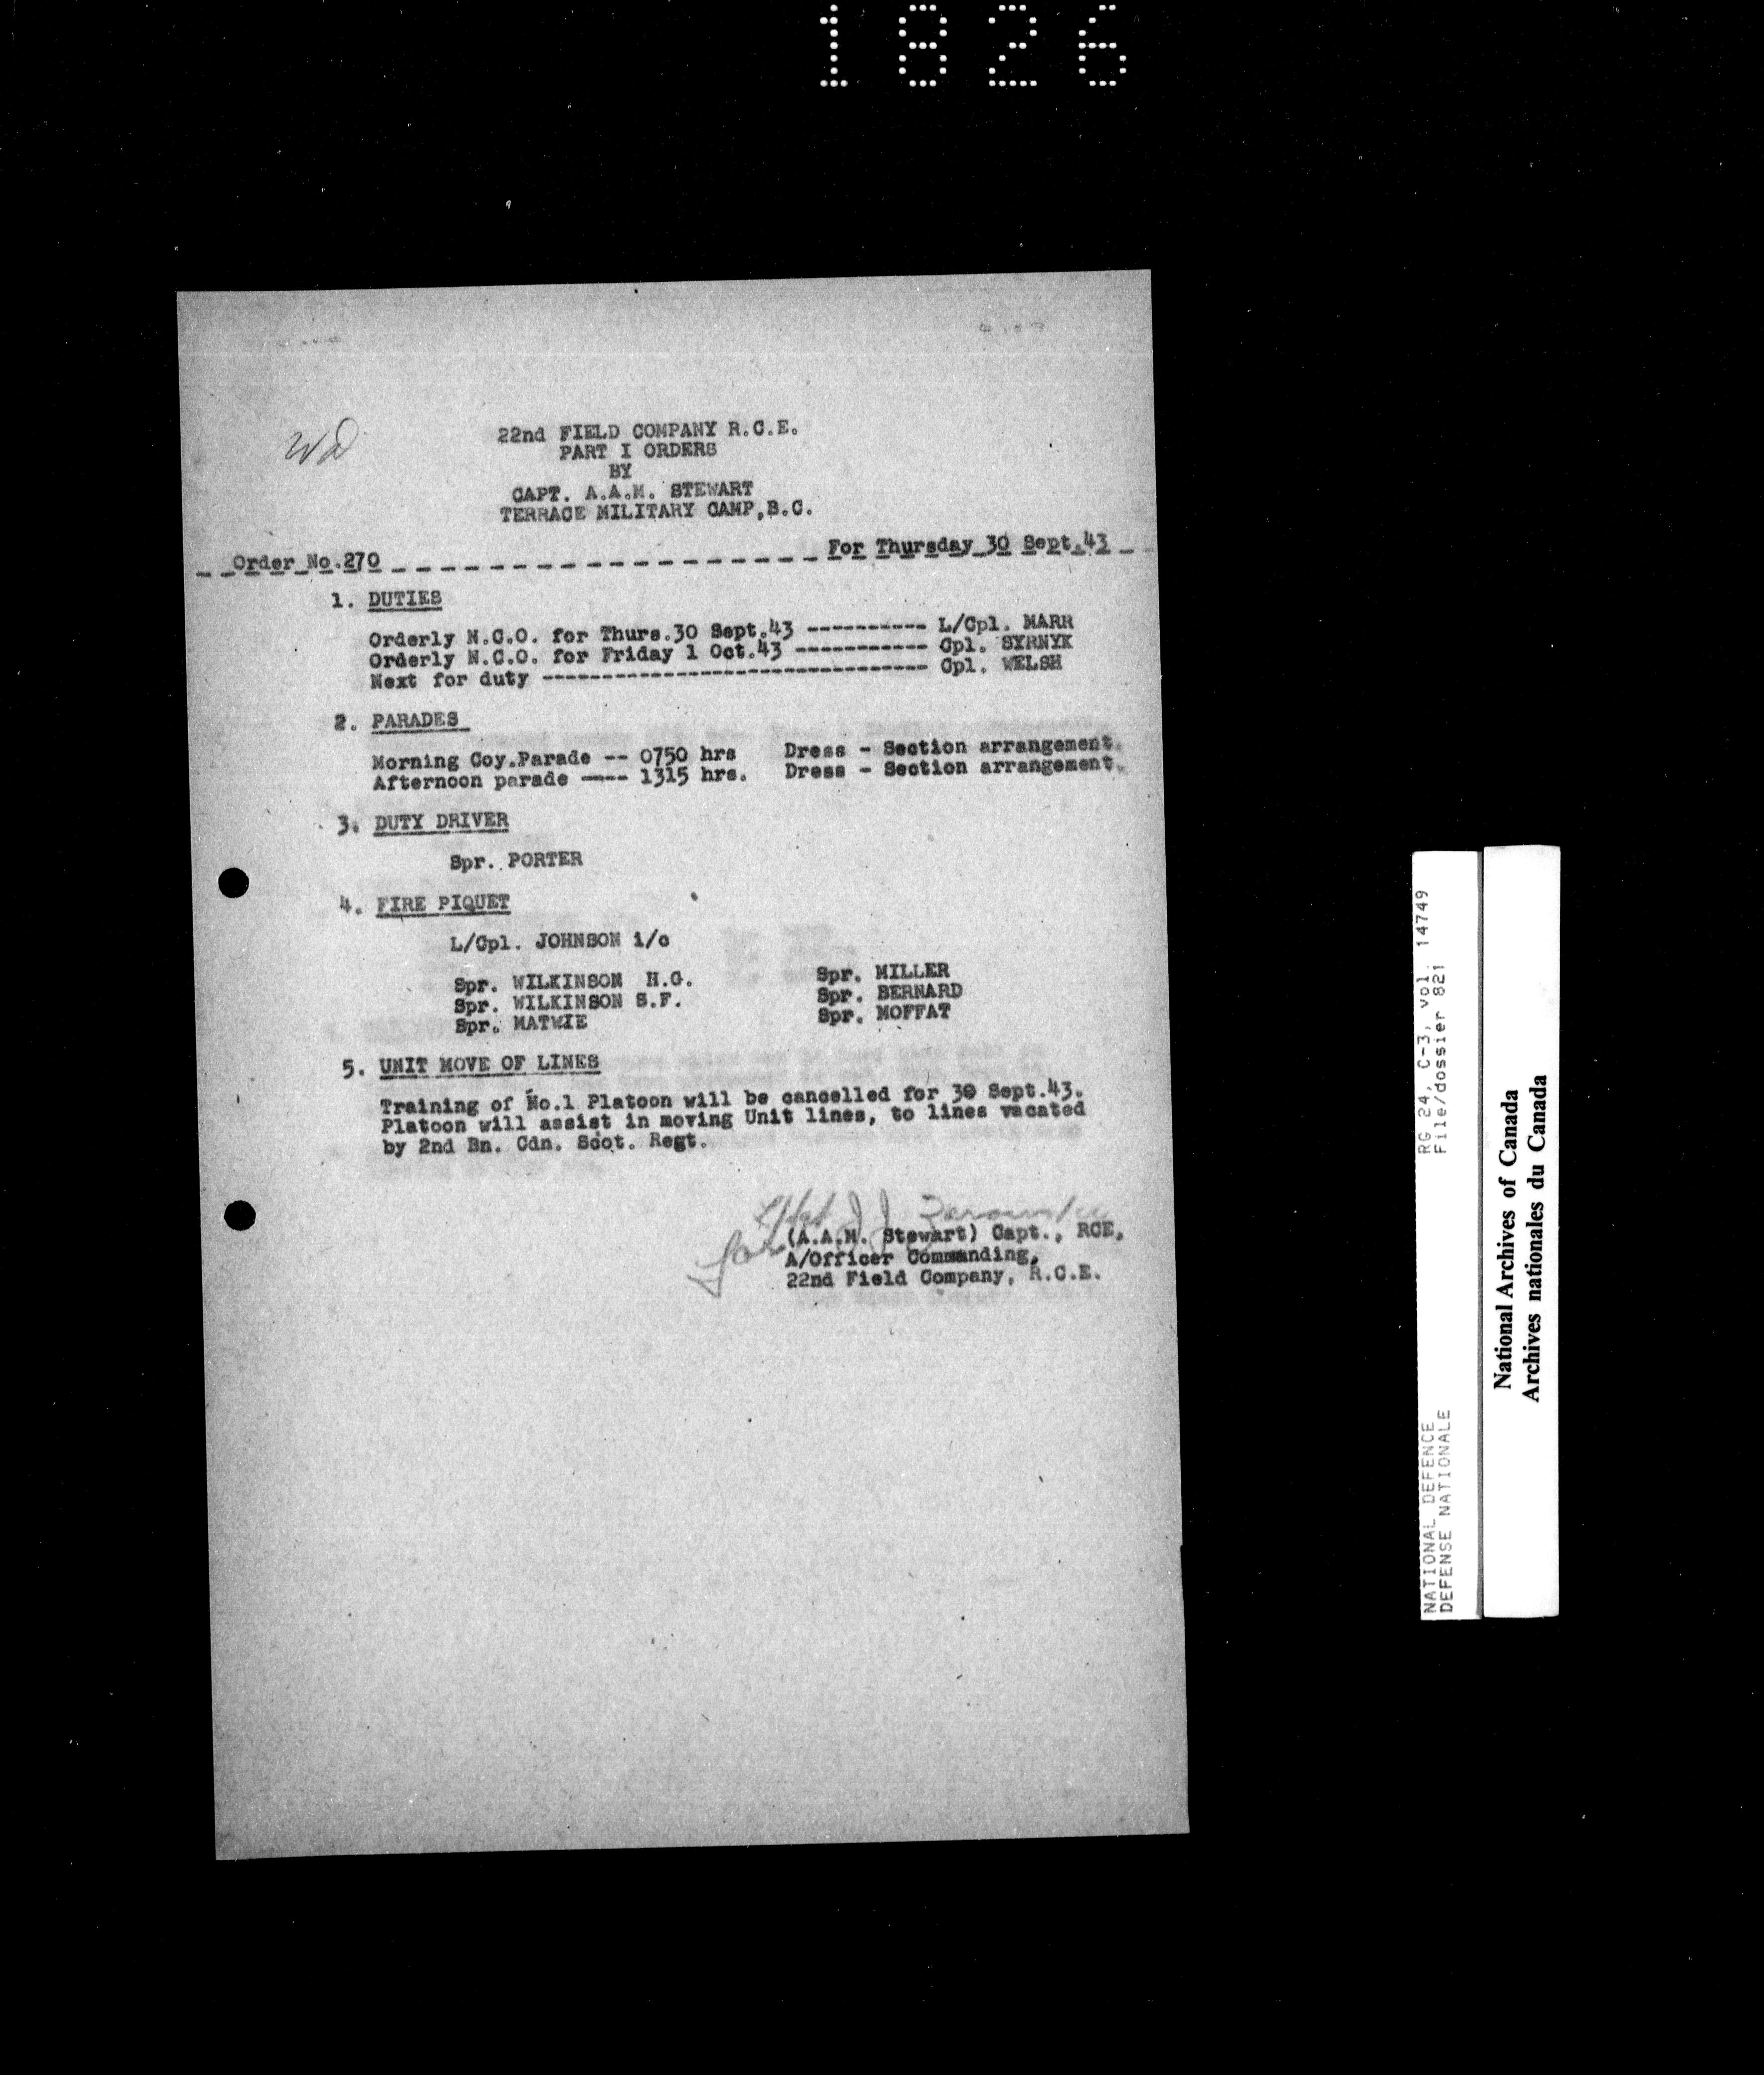 1826
WD
22nd FIELD COMPANY R.C.E.
PART I ORDERS
BY
CAPT. A.A.M. STEWART
TERRACE MILITARY CAMP,B.C.
Order No.270 For Thursday 30 Sept.43
1. DUTIES
Orderly N.C.O. for Thurs.30 Sept.43 ---------- L/Cpl. MARR
Orderly N.C.O. for Friday 1 Oct.43 ----------- Cpl. SYRNYK
Next for duty -------------------------------- Cpl. WELSH
2. PARADES
Morning Coy.Parade -- 0750 hrs Dress - Section arrangement.
Afternoon parade ---- 1315 hrs. Dress - Section arrangement.
3. DUTY DRIVER
Spr. PORTER
4. FIRE PIQUET
L/Cpl. JOHNSON i/c
Spr. WILKINSON H.G. Spr. MILLER
Spr. WILKINSON S.F. Spr. BERNARD
Spr. MATWIE Spr. MOFFAT
5. UNIT MOVE OF LINES
Training of No.1 Platoon will be cancelled for 30 Sept.43.
Platoon will assist in moving Unit lines, to lines vacated
by 2nd Bn. Cdn. Scot. Regt.
for (A.A.M. Stewart) Capt., RCE,
A/Officer Commanding,
22nd Field Company, R.C.E.
RG 24, C-3, vol. 14749
File/dossier 821
NATIONAL DEFENCE
DEFENSE NATIONALE
National Archives of Canada
Archives nationales du Canada